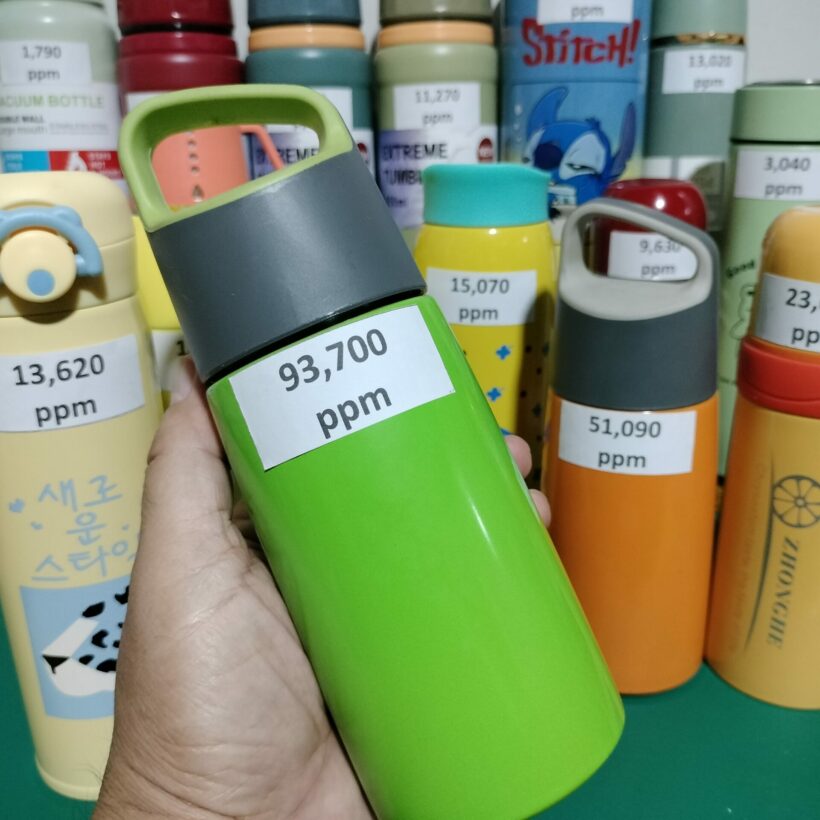 1,790
ppm
VACUUM BOTTLE
11,270
ppm
EXTREME
EXTREME
ppm
STITCH!
13,020
ppm
3,040
ppm
9,630
ppm
15,070
ppm
13,620
ppm
93,700
ppm
51,090
ppm
새로
운
스타일
ZHONGHE